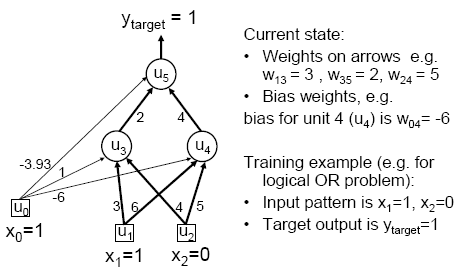 y_target = 1
u5
2
4
u3
u4
-3.93
1
-6
3
6
4
5
u0
u1
u2
x0=1
x1=1
x2=0
Current state:
• Weights on arrows e.g.
w13 = 3 , w35 = 2, w24 = 5
• Bias weights, e.g.
bias for unit 4 (u4) is w04= -6
Training example (e.g. for
logical OR problem):
• Input pattern is x1=1, x2=0
• Target output is y_target=1